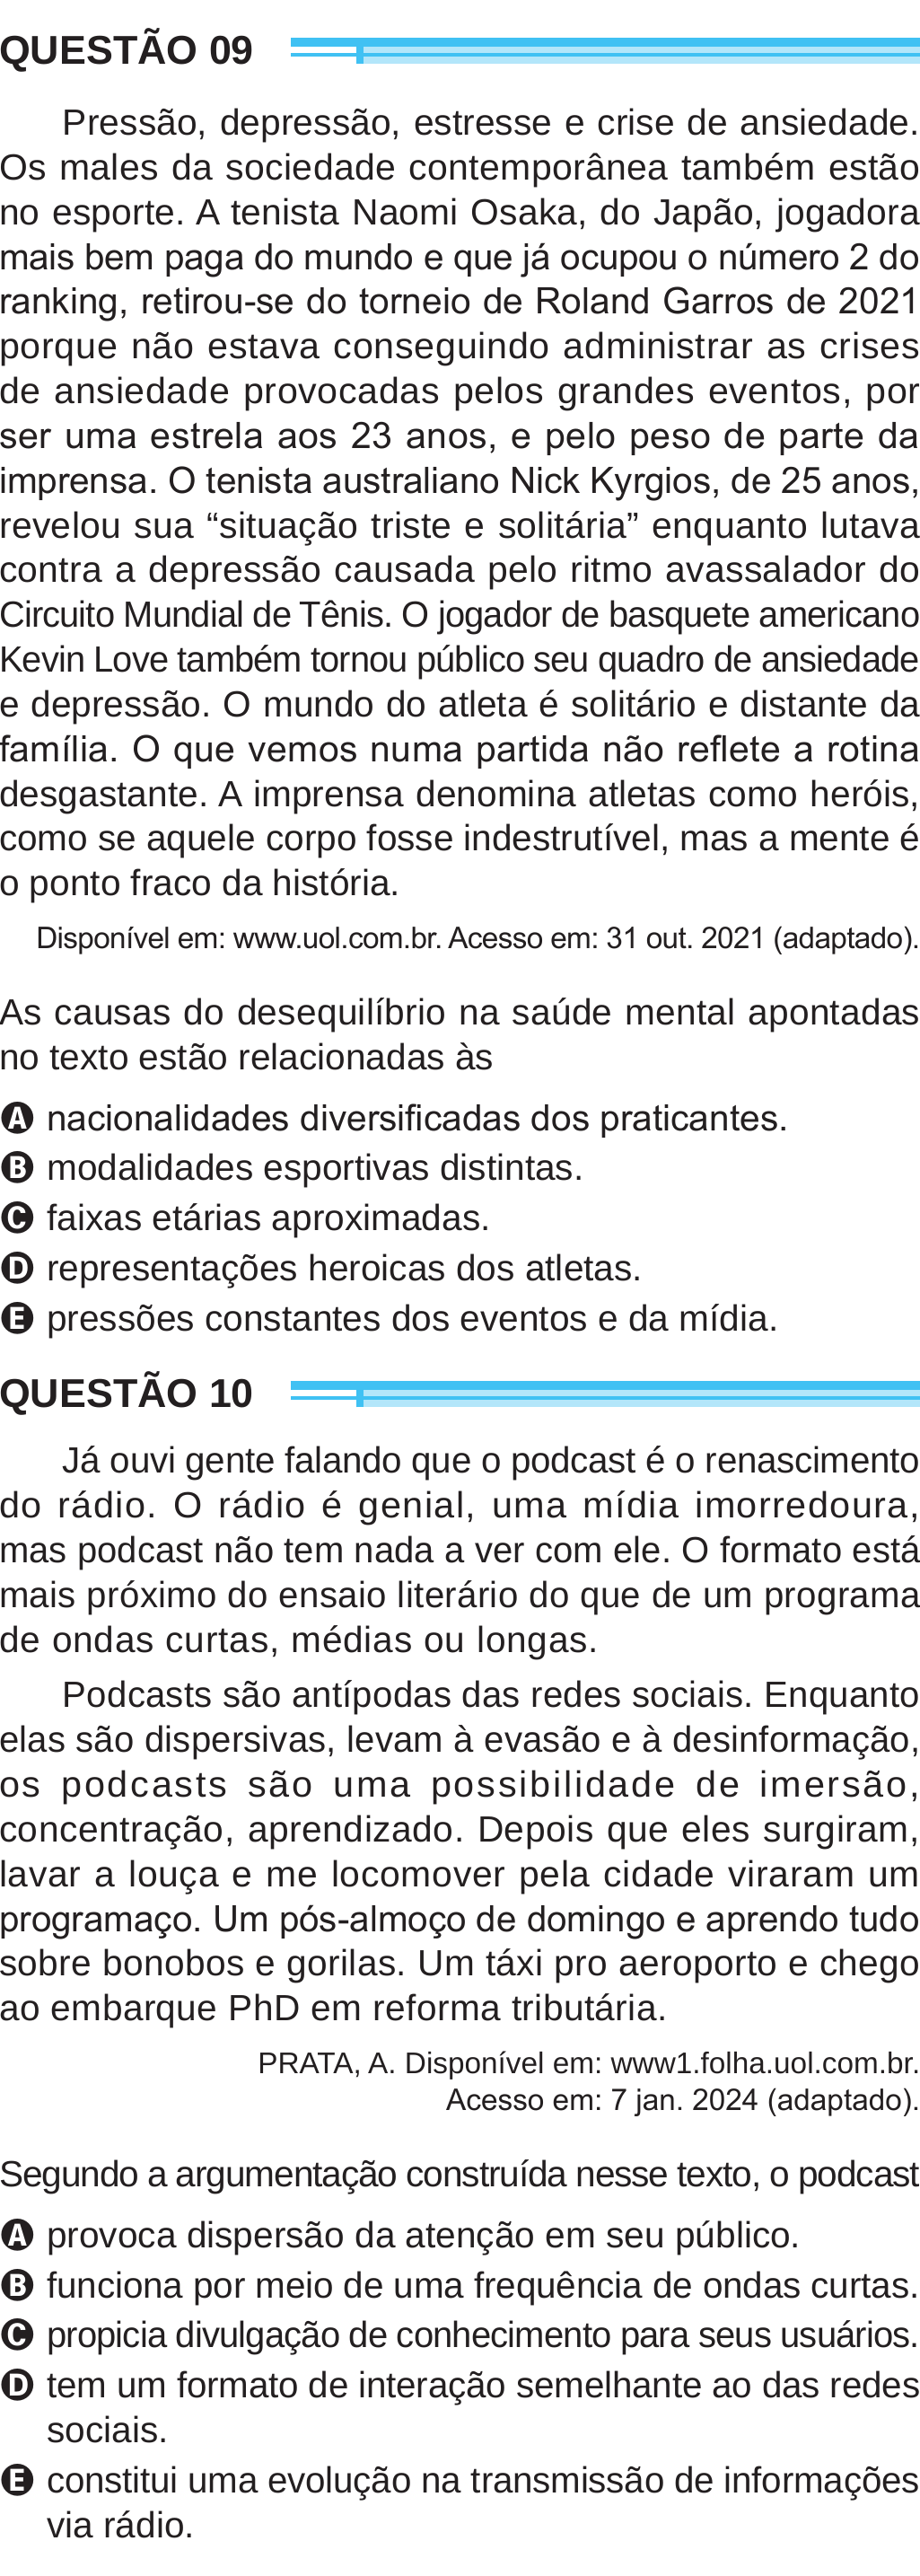 QUESTÃO 09
Pressão, depressão, estresse e crise de ansiedade.
Os males da sociedade contemporânea também estão
no esporte. A tenista Naomi Osaka, do Japão, jogadora
mais bem paga do mundo e que já ocupou o número 2 do
ranking, retirou-se do torneio de Roland Garros de 2021
porque não estava conseguindo administrar as crises
de ansiedade provocadas pelos grandes eventos, por
ser uma estrela aos 23 anos, e pelo peso de parte da
imprensa. O tenista australiano Nick Kyrgios, de 25 anos,
revelou sua “situação triste e solitária” enquanto lutava
contra a depressão causada pelo ritmo avassalador do
Circuito Mundial de Tênis. O jogador de basquete americano
Kevin Love também tornou público seu quadro de ansiedade
e depressão. O mundo do atleta é solitário e distante da
família. O que vemos numa partida não reflete a rotina
desgastante. A imprensa denomina atletas como heróis,
como se aquele corpo fosse indestrutível, mas a mente é
o ponto fraco da história.
Disponível em: www.uol.com.br. Acesso em: 31 out. 2021 (adaptado).
As causas do desequilíbrio na saúde mental apontadas
no texto estão relacionadas às
A nacionalidades diversificadas dos praticantes.
B modalidades esportivas distintas.
C faixas etárias aproximadas.
D representações heroicas dos atletas.
E pressões constantes dos eventos e da mídia.
QUESTÃO 10
Já ouvi gente falando que o podcast é o renascimento
do rádio. O rádio é genial, uma mídia imorredoura,
mas podcast não tem nada a ver com ele. O formato está
mais próximo do ensaio literário do que de um programa
de ondas curtas, médias ou longas.
Podcasts são antípodas das redes sociais. Enquanto
elas são dispersivas, levam à evasão e à desinformação,
os podcasts são uma possibilidade de imersão,
concentração, aprendizado. Depois que eles surgiram,
lavar a louça e me locomover pela cidade viraram um
programaço. Um pós-almoço de domingo e aprendo tudo
sobre bonobos e gorilas. Um táxi pro aeroporto e chego
ao embarque PhD em reforma tributária.
PRATA, A. Disponível em: www1.folha.uol.com.br.
Acesso em: 7 jan. 2024 (adaptado).
Segundo a argumentação construída nesse texto, o podcast
A provoca dispersão da atenção em seu público.
B funciona por meio de uma frequência de ondas curtas.
C propicia divulgação de conhecimento para seus usuários.
D tem um formato de interação semelhante ao das redes
sociais.
E constitui uma evolução na transmissão de informações
via rádio.